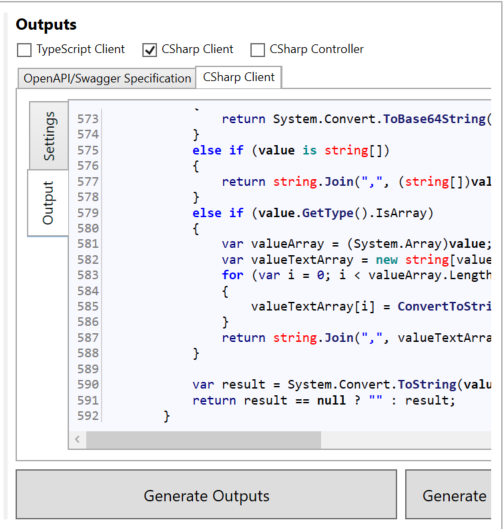 Outputs
TypeScript Client CSharp Client CSharp Controller
OpenAPI/Swagger Specification CSharp Client
Settings
Output
573 return System.Convert.ToBase64String(
574 }
575 else if (value is string[])
576 {
577 return string.Join(",", (string[])val
578 }
579 else if (value.GetType().IsArray)
580 {
581 var valueArray = (System.Array)value;
582 var valueTextArray = new string[value
583 for (var i = 0; i < valueArray.Length
584 {
585 valueTextArray[i] = ConvertToStri
586 }
587 return string.Join(",", valueTextArra
588 }
589
590 var result = System.Convert.ToString(valu
591 return result == null ? "" : result;
592 }
Generate Outputs
Generate